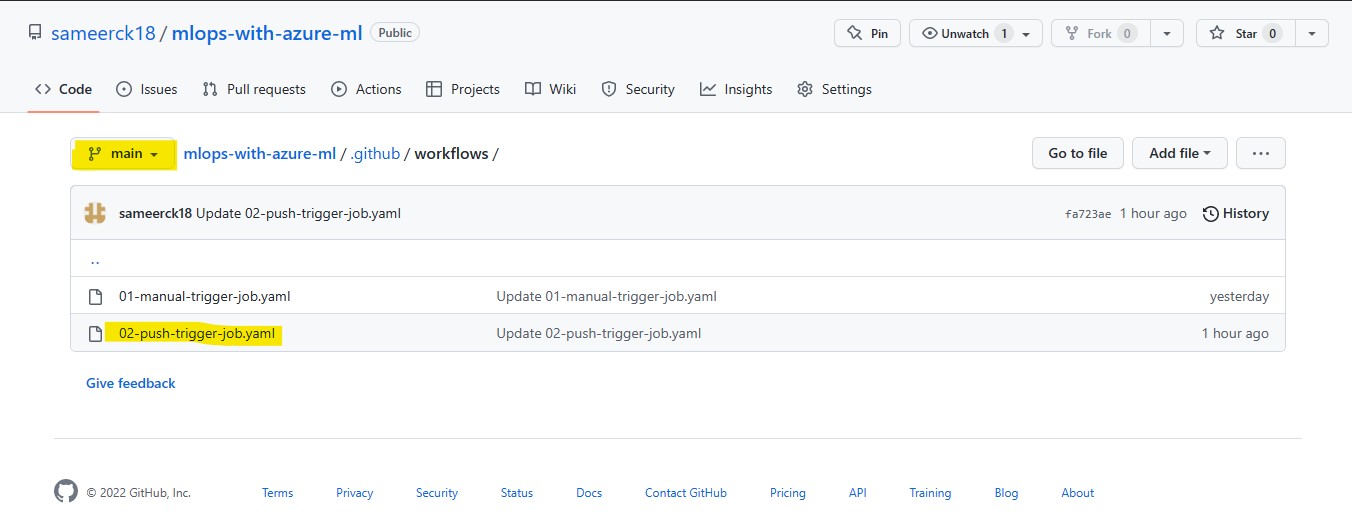 sameerck18 / mlops-with-azure-ml Public Pin Unwatch 1 Fork 0 Star 0
Code Issues Pull requests Actions Projects Wiki Security Insights Settings
main mlops-with-azure-ml / .github / workflows / Go to file Add file ...
sameerck18 Update 02-push-trigger-job.yaml fa723ae 1 hour ago History
..
01-manual-trigger-job.yaml Update 01-manual-trigger-job.yaml yesterday
02-push-trigger-job.yaml Update 02-push-trigger-job.yaml 1 hour ago
Give feedback
© 2022 GitHub, Inc. Terms Privacy Security Status Docs Contact GitHub Pricing API Training Blog About